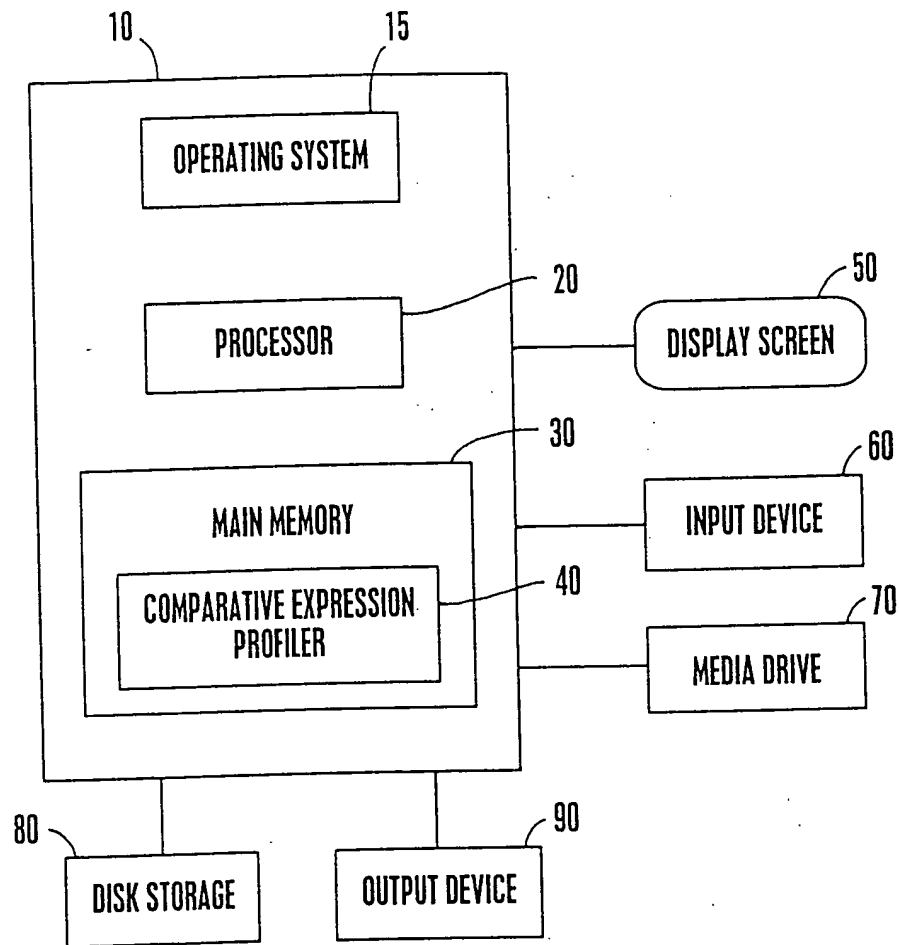 10
15
OPERATING SYSTEM
20
PROCESSOR
50
DISPLAY SCREEN
30
MAIN MEMORY
60
INPUT DEVICE
40
COMPARATIVE EXPRESSION
PROFILER
70
MEDIA DRIVE
80
DISK STORAGE
90
OUTPUT DEVICE